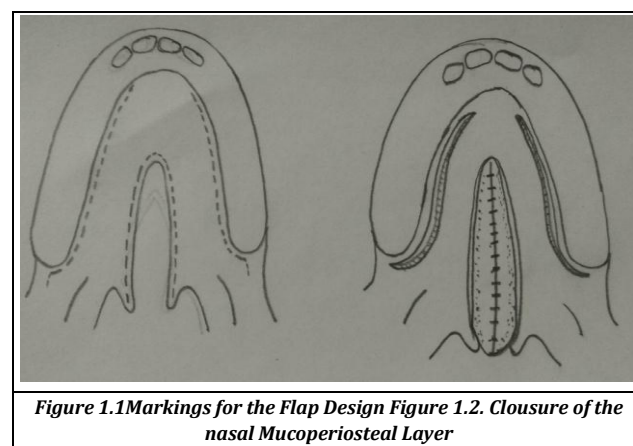 Figure 1.1Markings for the Flap Design Figure 1.2. Clousure of the
nasal Mucoperiosteal Layer